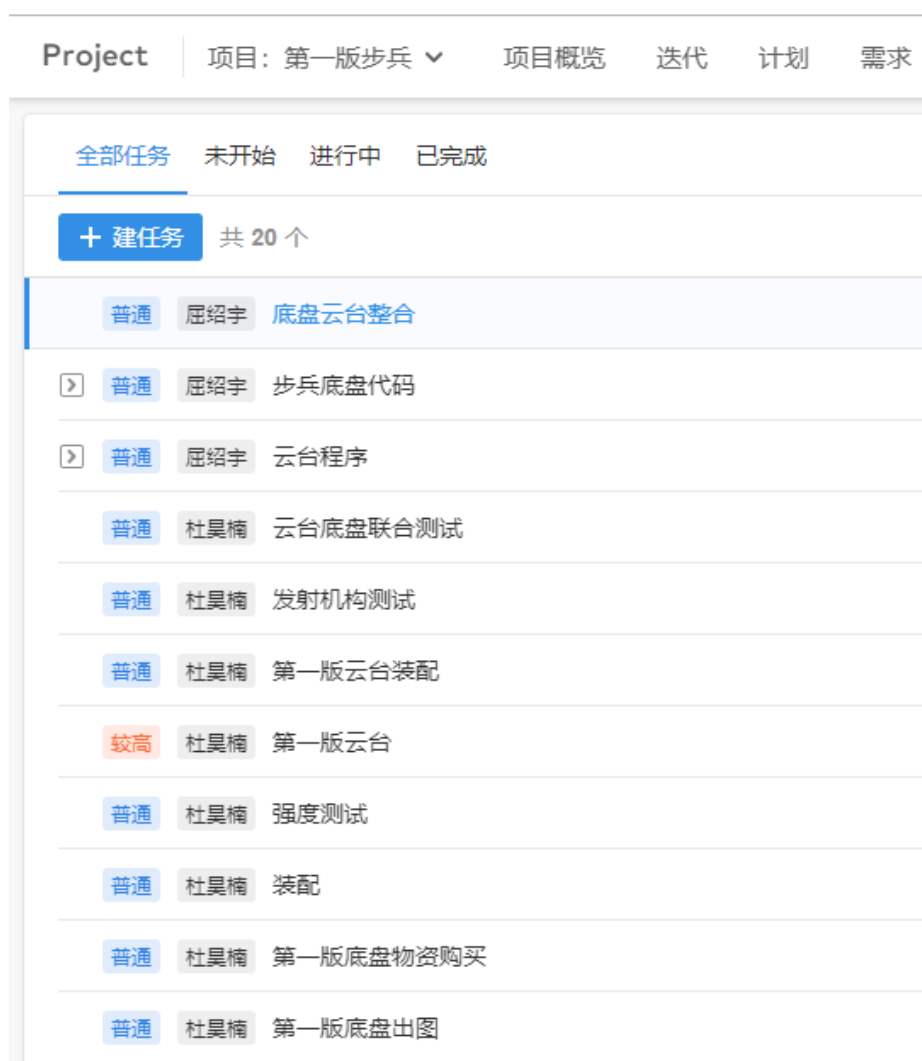 Project 项目：第一版步兵 项目概览 迭代 计划 需求
全部任务 未开始 进行中 已完成
+ 建任务 共 20 个
普通 屈绍宇 底盘云台整合
普通 屈绍宇 步兵底盘代码
普通 屈绍宇 云台程序
普通 杜昊楠 云台底盘联合测试
普通 杜昊楠 发射机构测试
普通 杜昊楠 第一版云台装配
较高 杜昊楠 第一版云台
普通 杜昊楠 强度测试
普通 杜昊楠 装配
普通 杜昊楠 第一版底盘物资购买
普通 杜昊楠 第一版底盘出图